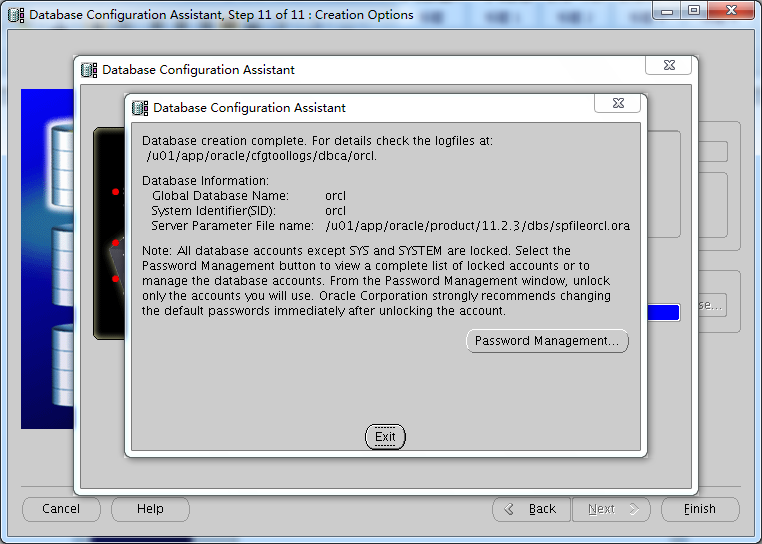 Database Configuration Assistant, Step 11 of 11 : Creation Options
Database Configuration Assistant
Database Configuration Assistant
Database creation complete. For details check the logfiles at:
/u01/app/oracle/cfgtoollogs/dbca/orcl.
Database Information:
Global Database Name: orcl
System Identifier(SID): orcl
Server Parameter File name: /u01/app/oracle/product/11.2.3/dbs/spfileorcl.ora
Note: All database accounts except SYS and SYSTEM are locked. Select the
Password Management button to view a complete list of locked accounts or to
manage the database accounts. From the Password Management window, unlock
only the accounts you will use. Oracle Corporation strongly recommends changing
the default passwords immediately after unlocking the account.
se...
Password Management...
Exit
Cancel Help Back Next Finish